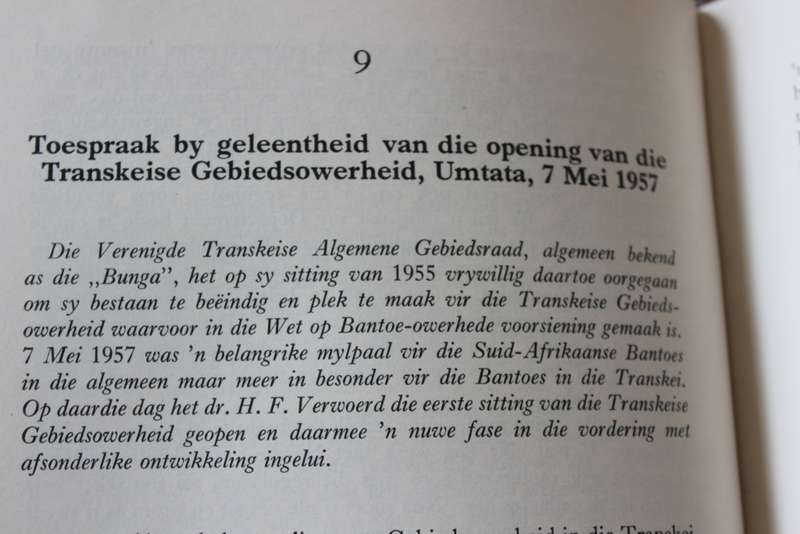 9
Toespraak by geleentheid van die opening van die
Transkeise Gebiedsowerheid, Umtata, 7 Mei 1957
Die Verenigde Transkeise Algemene Gebiedsraad, algemeen bekend
as die „Bunga”, het op sy sitting van 1955 vrywillig daartoe oorgegaan
om sy bestaan te beëindig en plek te maak vir die Transkeise Gebieds-
owerheid waarvoor in die Wet op Bantoe-owerhede voorsiening gemaak is.
7 Mei 1957 was ’n belangrike mylpaal vir die Suid-Afrikaanse Bantoes
in die algemeen maar meer in besonder vir die Bantoes in die Transkei.
Op daardie dag het dr. H. F. Verwoerd die eerste sitting van die Transkeise
Gebiedsowerheid geopen en daarmee ’n nuwe fase in die vordering met
afsonderlike ontwikkeling ingelui.
in die Transkei